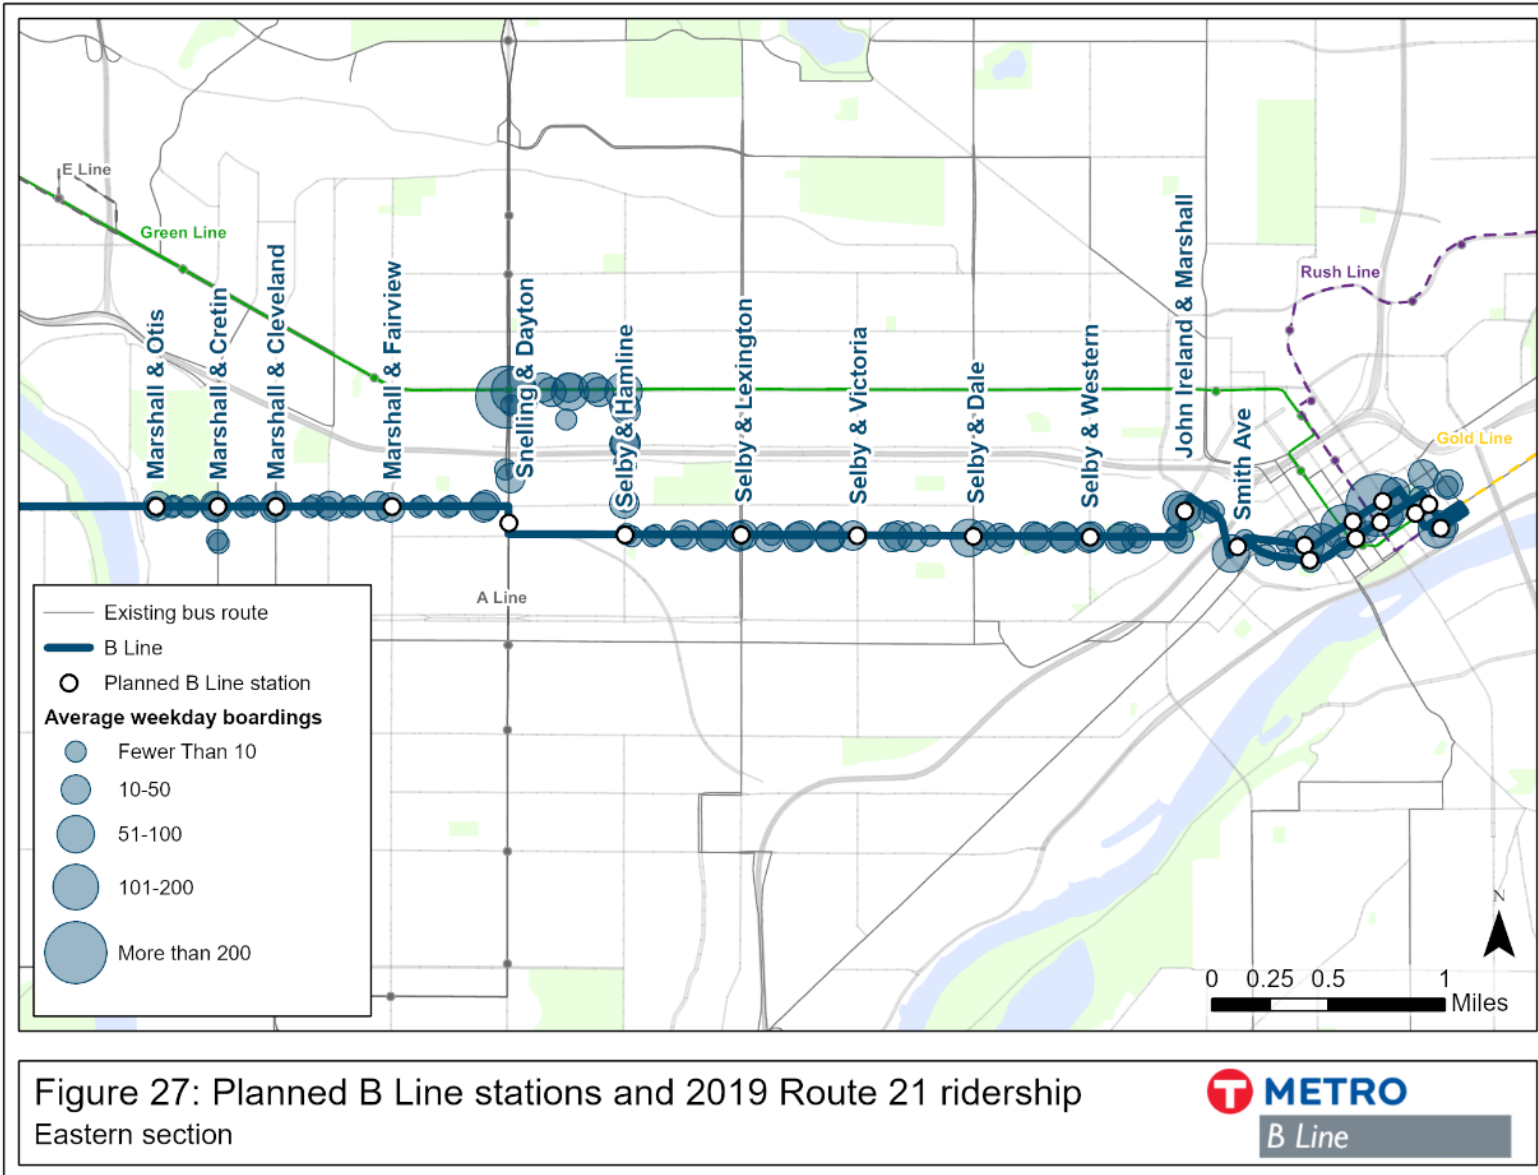 E Line
Green Line
Marshall & Otis
Marshall & Cretin
Marshall & Cleveland
Marshall & Fairview
Snelling & Dayton
Selby & Hamline
Selby & Lexington
Selby & Victoria
Selby & Dale
Selby & Western
John Ireland & Marshall
Smith Ave
Rush Line
Gold Line
A Line
Existing bus route
B Line
Planned B Line station
Average weekday boardings
Fewer Than 10
10-50
51-100
101-200
More than 200
N
0 0.25 0.5 1
Miles
Figure 27: Planned B Line stations and 2019 Route 21 ridership
Eastern section
T METRO
B Line